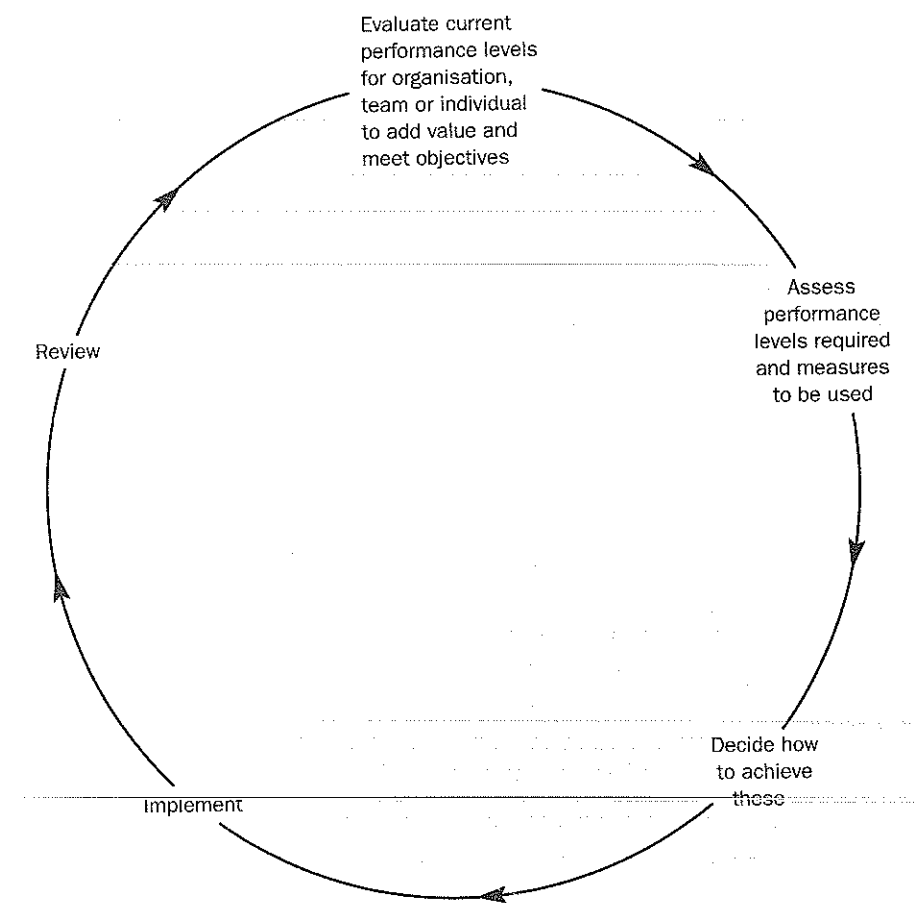 Evaluate current
performance levels
for organisation,
team or individual
to add value and
meet objectives
Assess
performance
levels required
and measures
to be used
Decide how
to achieve
these
Implement
Review